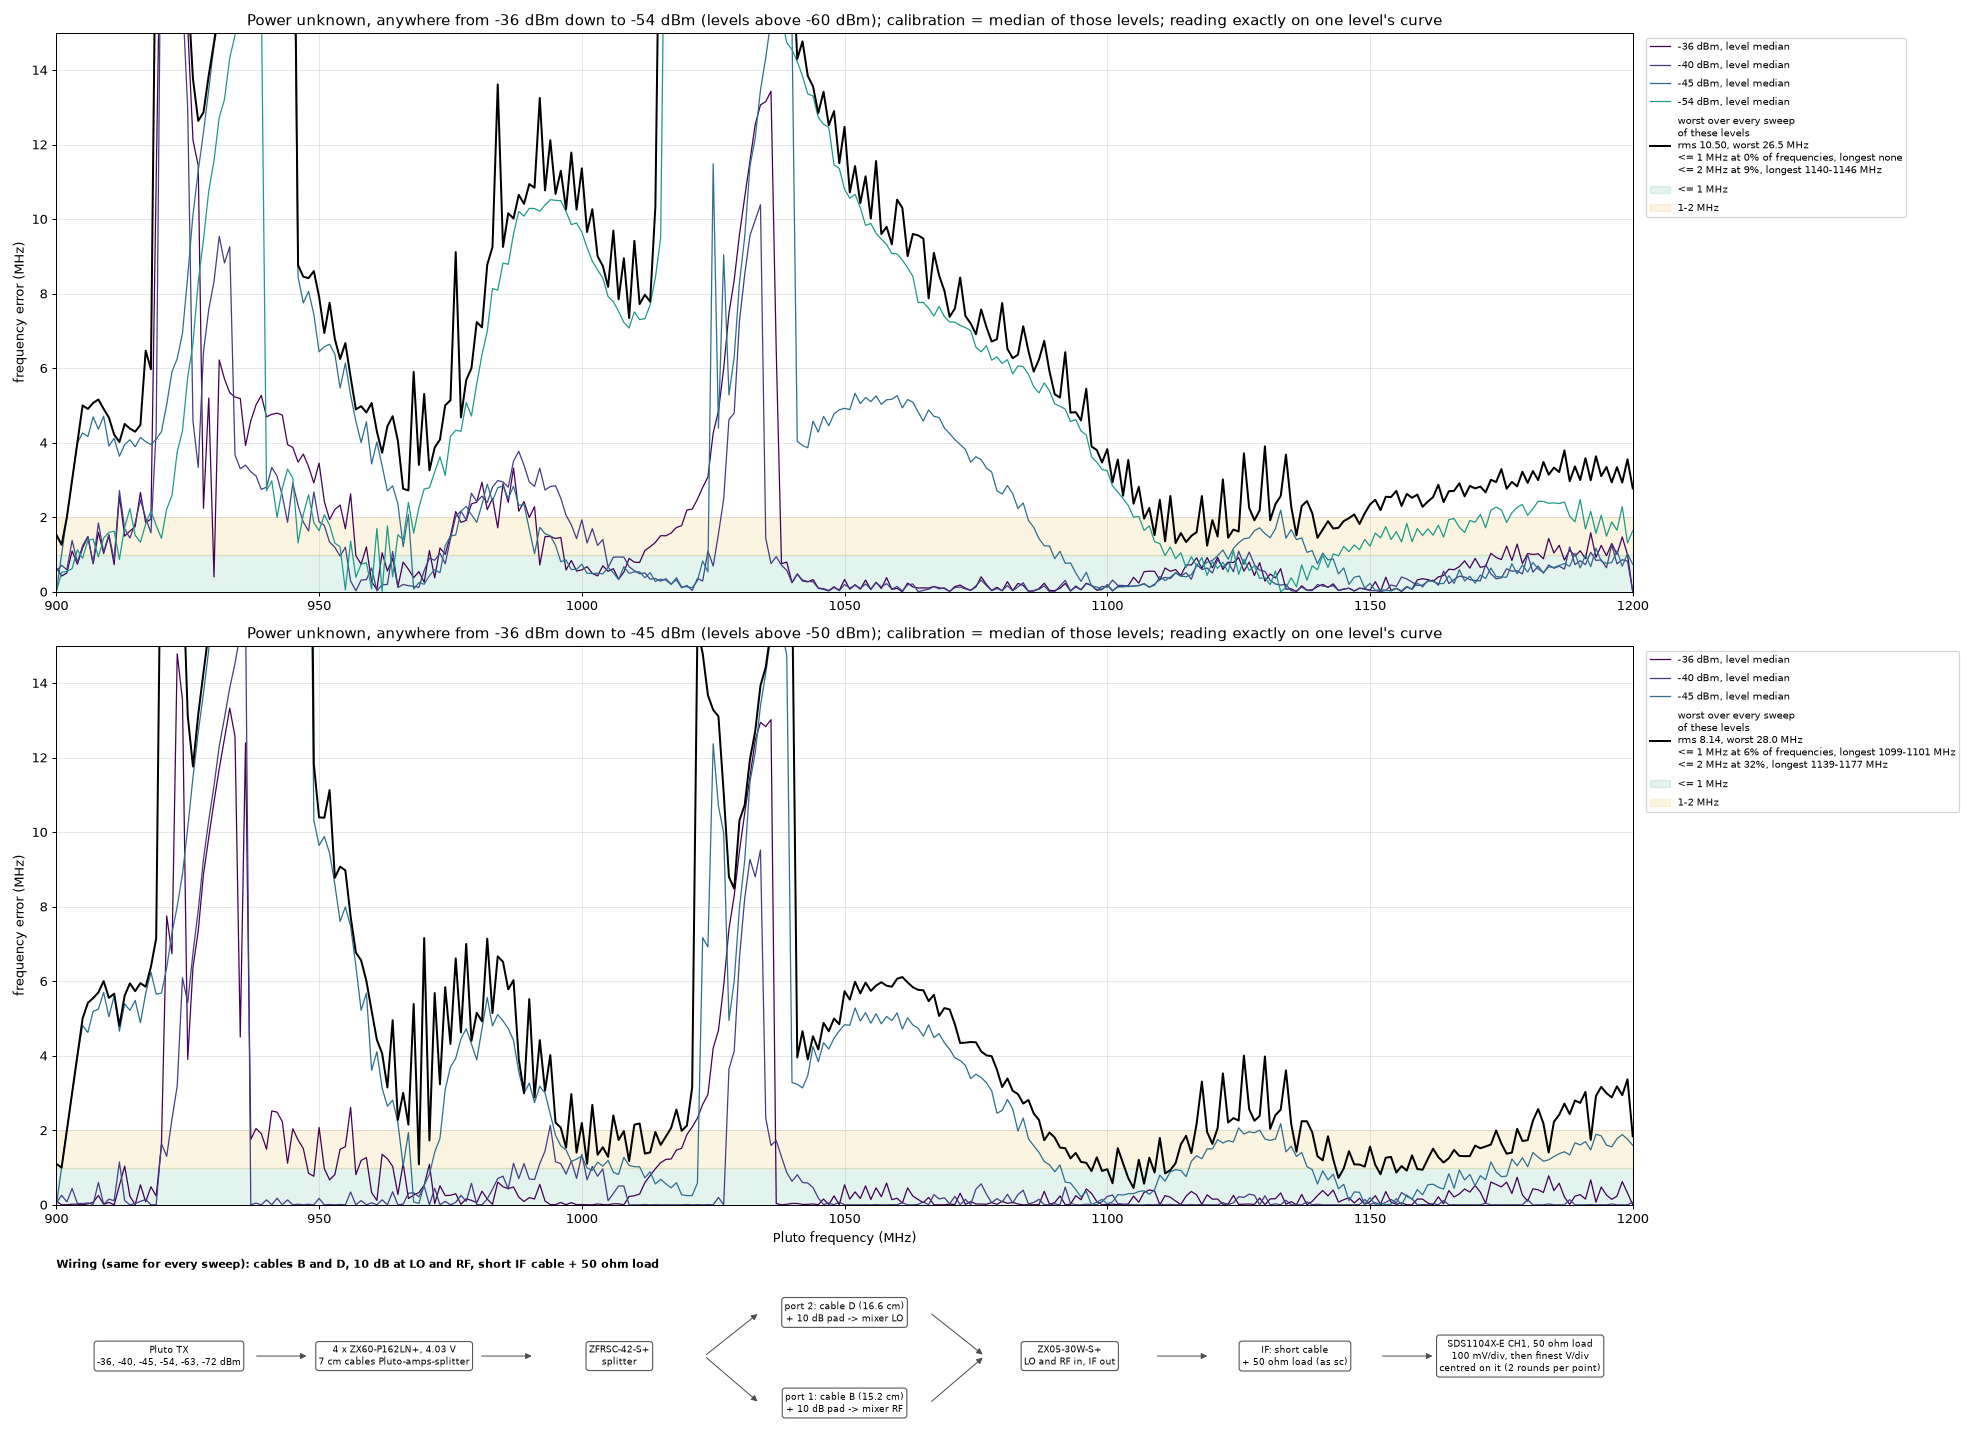 Power unknown, anywhere from -36 dBm down to -54 dBm (levels above -60 dBm); calibration = median of those levels; reading exactly on one level's curve
frequency error (MHz)
14
12
10
8
6
4
2
0
900
950
1000
1050
1100
1150
1200
-36 dBm, level median
-40 dBm, level median
-45 dBm, level median
-54 dBm, level median
worst over every sweep
of these levels
rms 10.50, worst 26.5 MHz
<= 1 MHz at 0% of frequencies, longest none
<= 2 MHz at 9%, longest 1140-1146 MHz
<= 1 MHz
1-2 MHz
Power unknown, anywhere from -36 dBm down to -45 dBm (levels above -50 dBm); calibration = median of those levels; reading exactly on one level's curve
frequency error (MHz)
14
12
10
8
6
4
2
0
900
950
1000
1050
1100
1150
1200
Pluto frequency (MHz)
-36 dBm, level median
-40 dBm, level median
-45 dBm, level median
worst over every sweep
of these levels
rms 8.14, worst 28.0 MHz
<= 1 MHz at 6% of frequencies, longest 1099-1101 MHz
<= 2 MHz at 32%, longest 1139-1177 MHz
<= 1 MHz
1-2 MHz
Wiring (same for every sweep): cables B and D, 10 dB at LO and RF, short IF cable + 50 ohm load
Pluto TX
-36, -40, -45, -54, -63, -72 dBm
4 x ZX60-P162LN+, 4.03 V
7 cm cables Pluto-amps-splitter
ZFRSC-42-S+
splitter
port 2: cable D (16.6 cm)
+ 10 dB pad -> mixer LO
port 1: cable B (15.2 cm)
+ 10 dB pad -> mixer RF
ZX05-30W-S+
LO and RF in, IF out
IF: short cable
+ 50 ohm load (as sc)
SDS1104X-E CH1, 50 ohm load
100 mV/div, then finest V/div
centred on it (2 rounds per point)